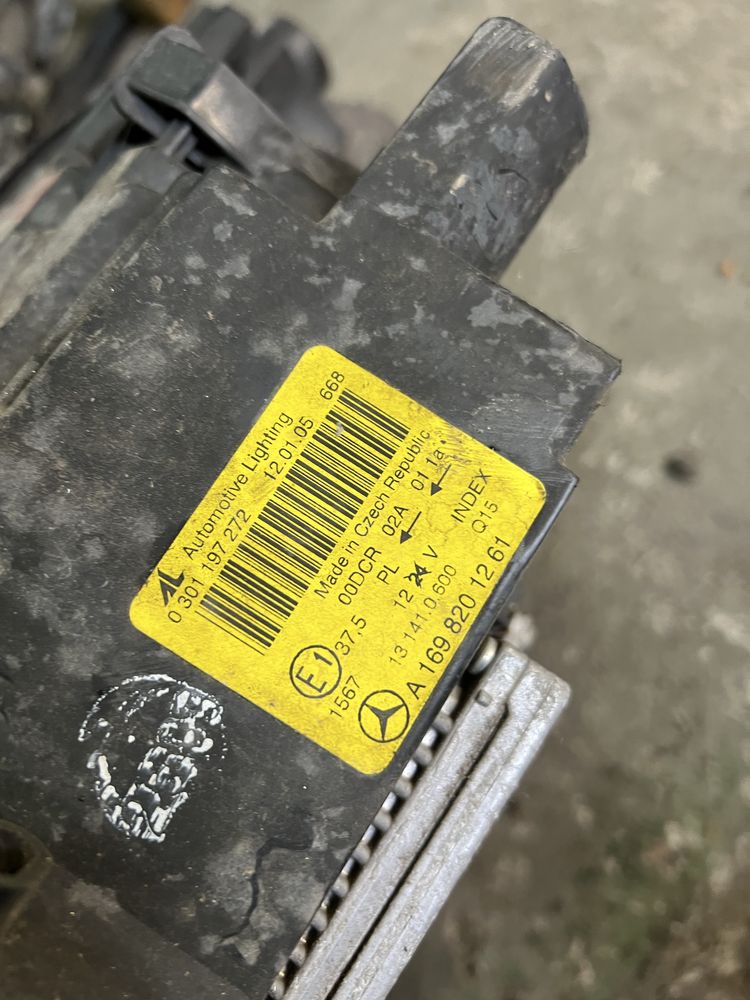 AL Automotive Lighting
0 301 197 272 12.01.05 668
Made in Czech Republic
E1 00DCR 02A 01 1a
37,5 PL
1567 12 24 V INDEX
13 141.0.600 Q15
A 169 820 12 61